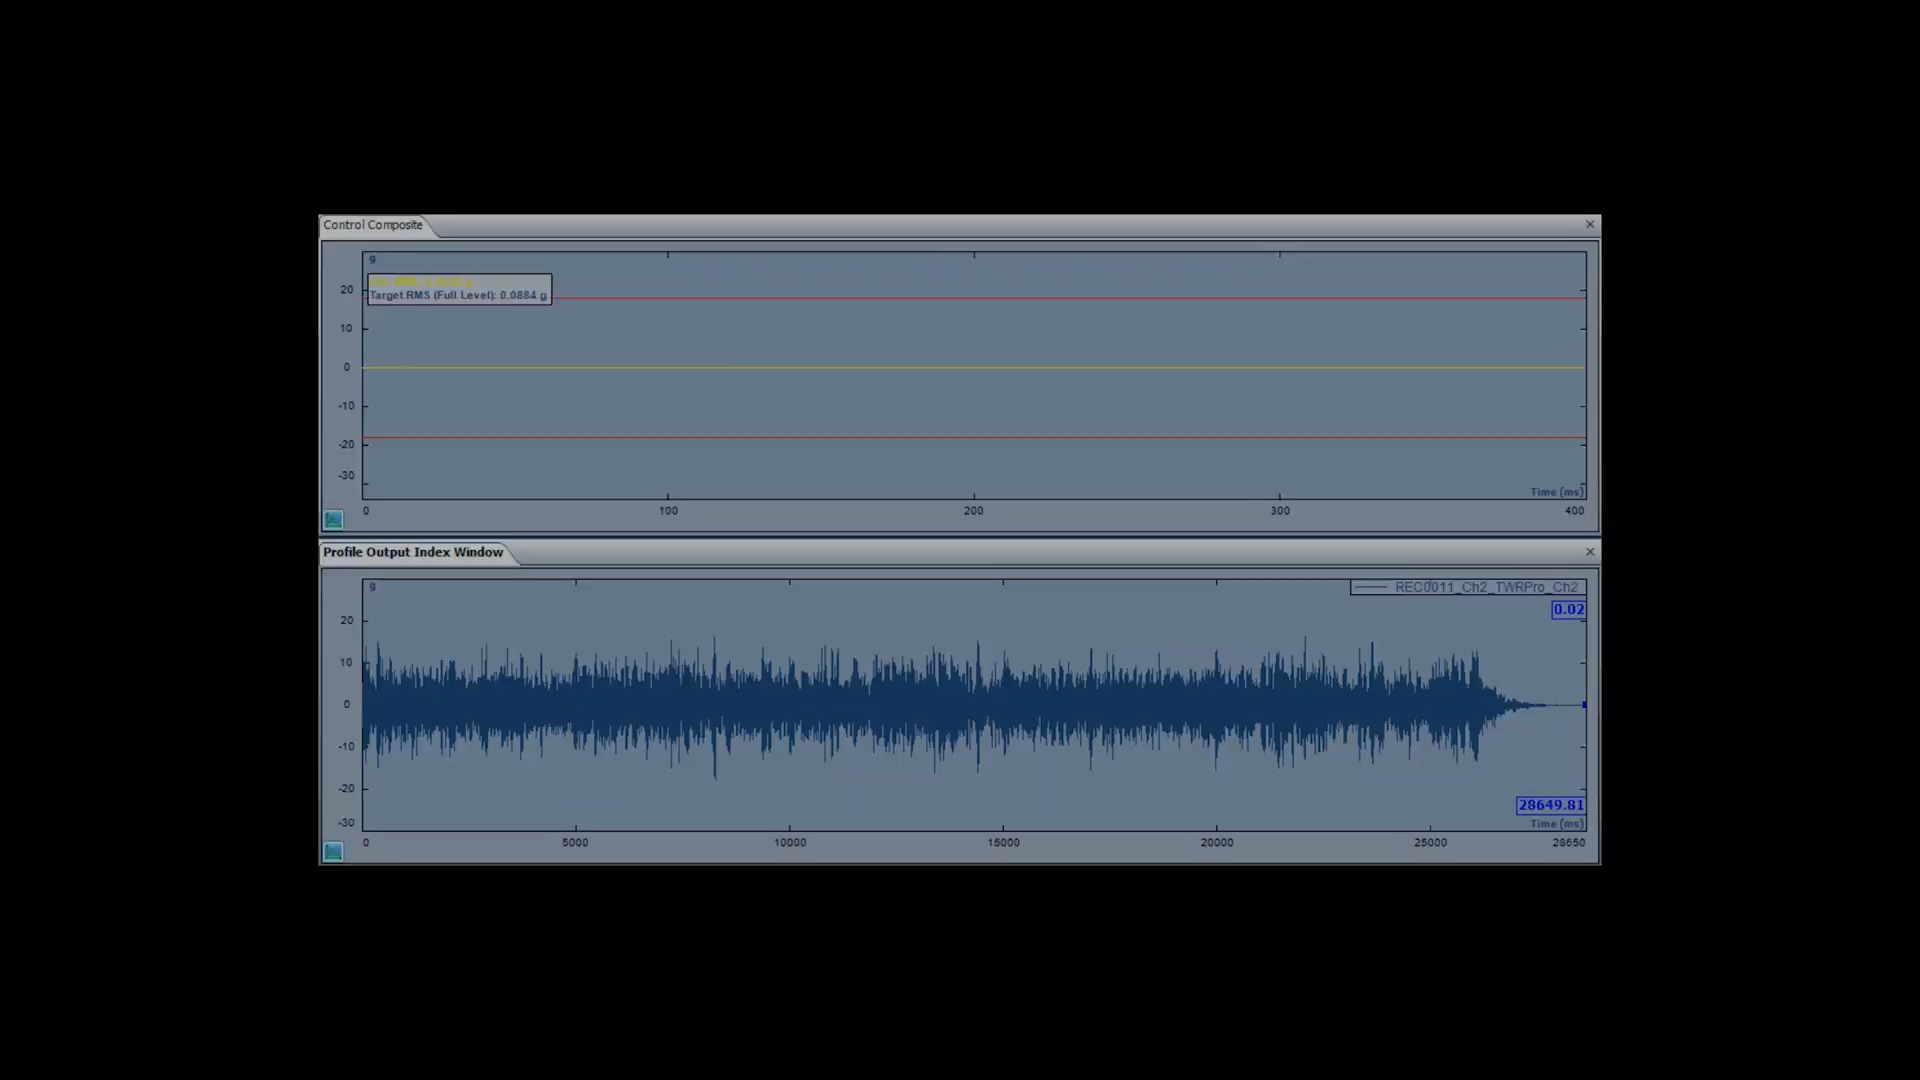 Control Composite
g
Target RMS (Full Level): 0.0884 g
20
10
0
-10
-20
-30
Time (ms)
0 100 200 300 400
Profile Output Index Window
g
REC0011_Ch2_TWRPro_Ch2
0.02
20
10
0
-10
-20
-30
28649.81
Time (ms)
0 5000 10000 15000 20000 25000 28650